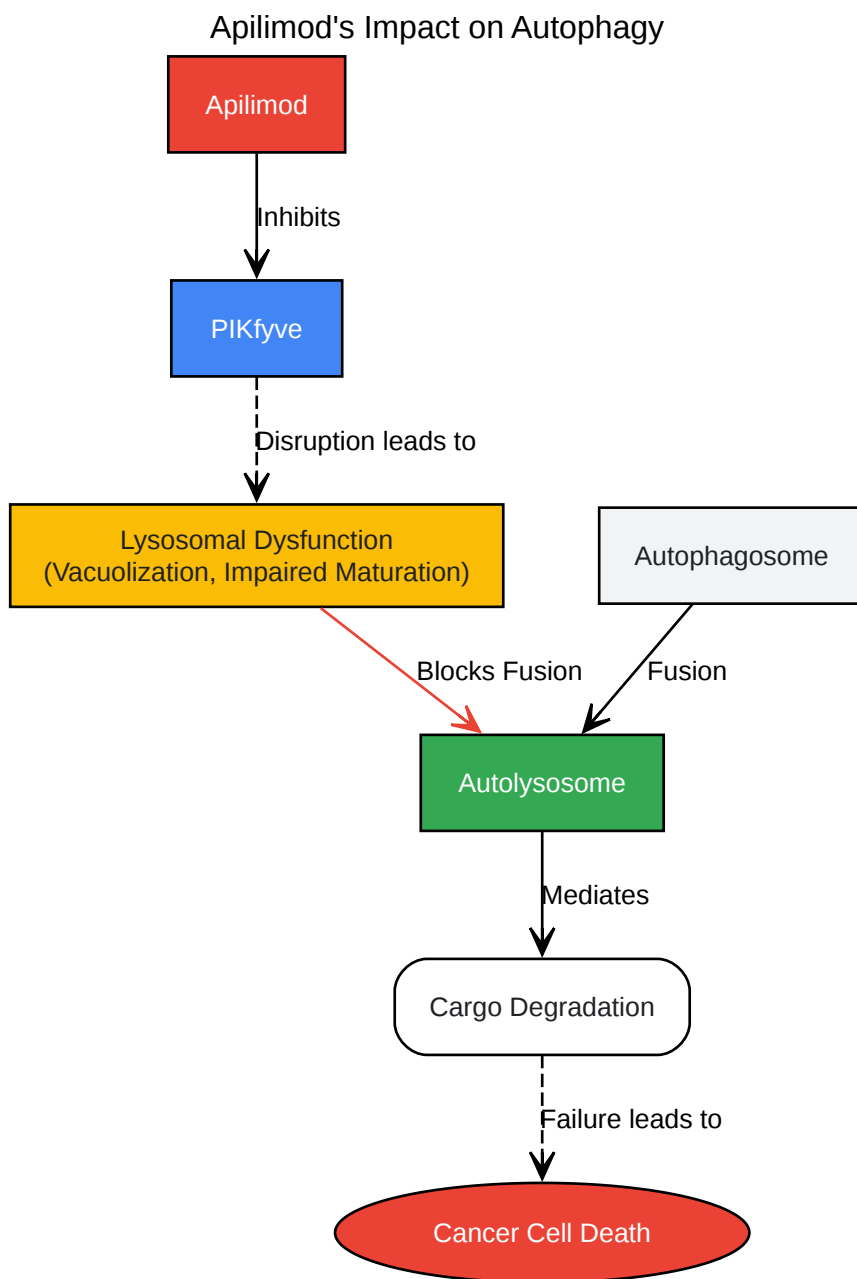 Apilimod's Impact on Autophagy
Apilimod
Inhibits
PIKfyve
Disruption leads to
Lysosomal Dysfunction
(Vacuolization, Impaired Maturation)
Autophagosome
Blocks Fusion
Fusion
Autolysosome
Mediates
Cargo Degradation
Failure leads to
Cancer Cell Death